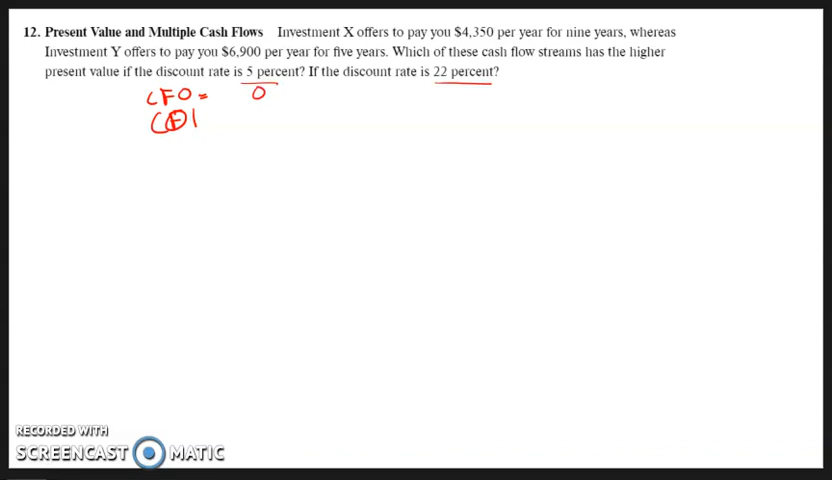 12. Present Value and Multiple Cash Flows Investment X offers to pay you $4,350 per year for nine years, whereas
Investment Y offers to pay you $6,900 per year for five years. Which of these cash flow streams has the higher
present value if the discount rate is 5 percent? If the discount rate is 22 percent?
CFO = 0
CF01
RECORDED WITH
SCREENCAST MATIC